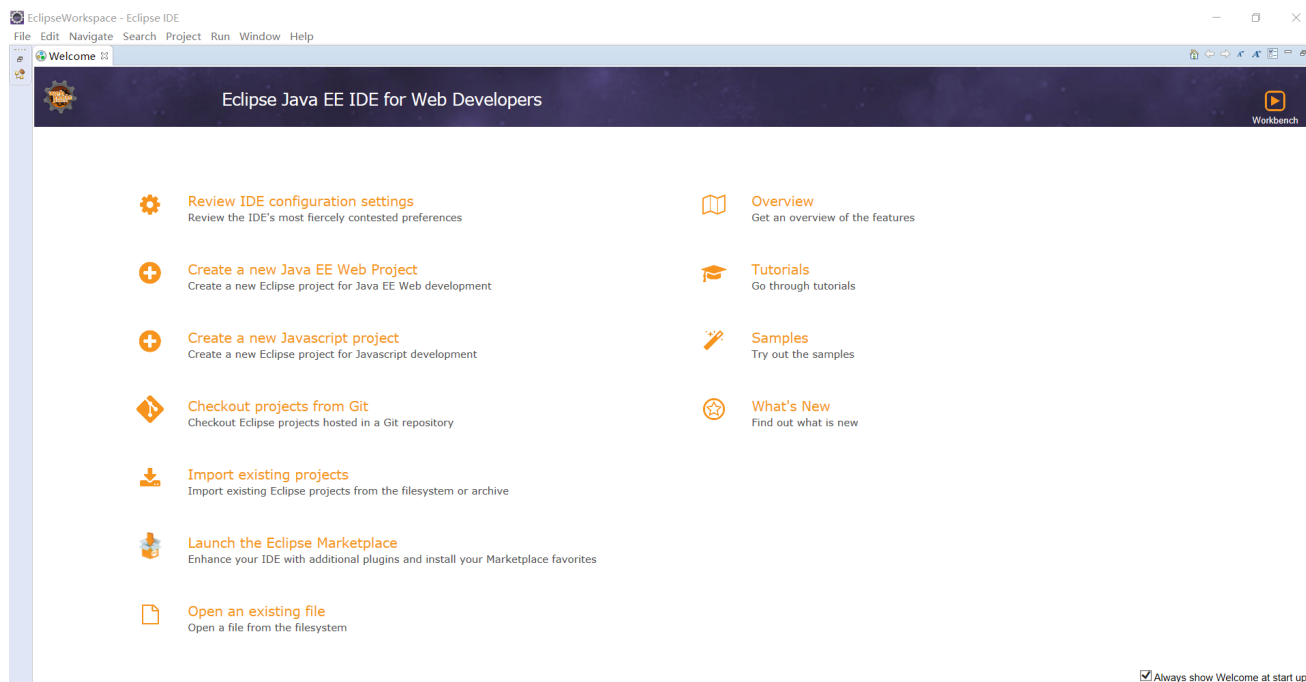 EclipseWorkspace - Eclipse IDE
File Edit Navigate Search Project Run Window Help
Welcome
Eclipse Java EE IDE for Web Developers
Workbench
Review IDE configuration settings
Review the IDE's most fiercely contested preferences
Create a new Java EE Web Project
Create a new Eclipse project for Java EE Web development
Create a new Javascript project
Create a new Eclipse project for Javascript development
Checkout projects from Git
Checkout Eclipse projects hosted in a Git repository
Import existing projects
Import existing Eclipse projects from the filesystem or archive
Launch the Eclipse Marketplace
Enhance your IDE with additional plugins and install your Marketplace favorites
Open an existing file
Open a file from the filesystem
Overview
Get an overview of the features
Tutorials
Go through tutorials
Samples
Try out the samples
What's New
Find out what is new
Always show Welcome at start up